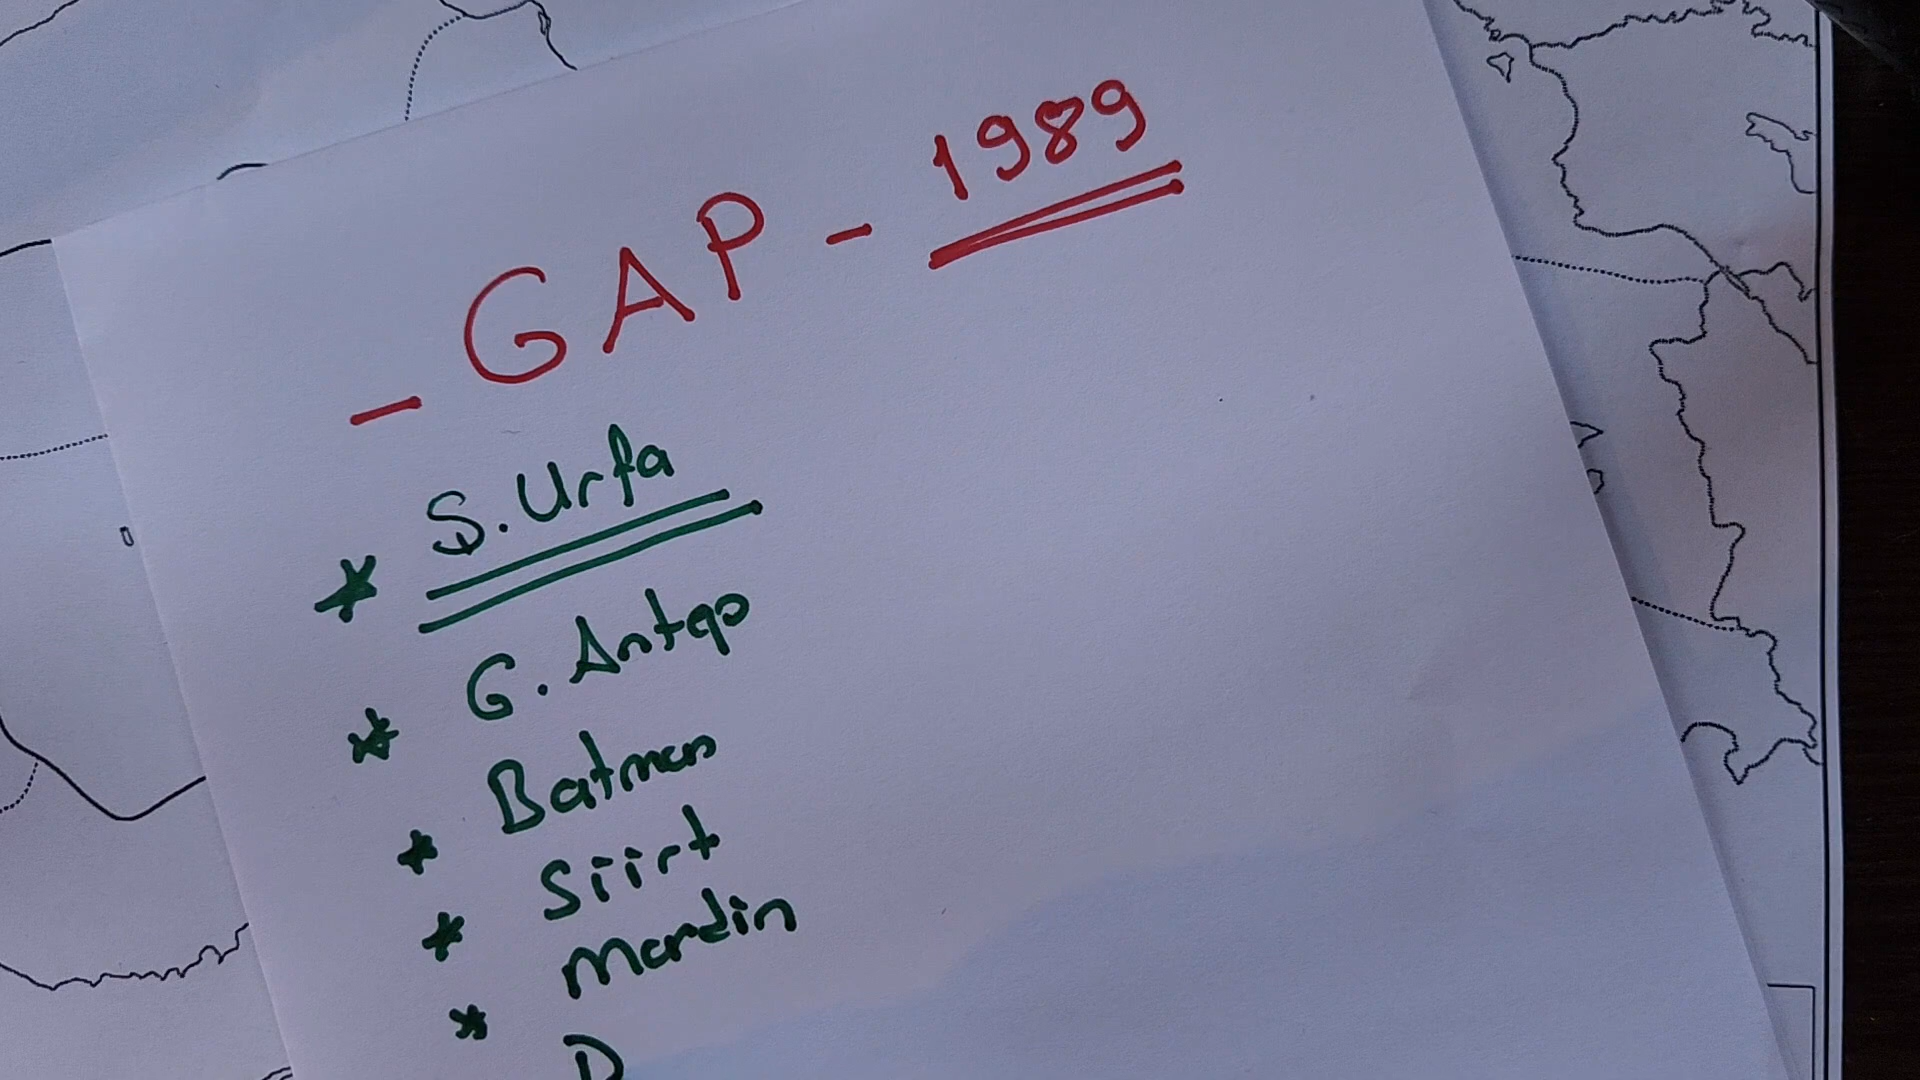 - GAP - 1989
* Ş.Urfa
* G. Antep
* Batman
* Siirt
* Mardin
D